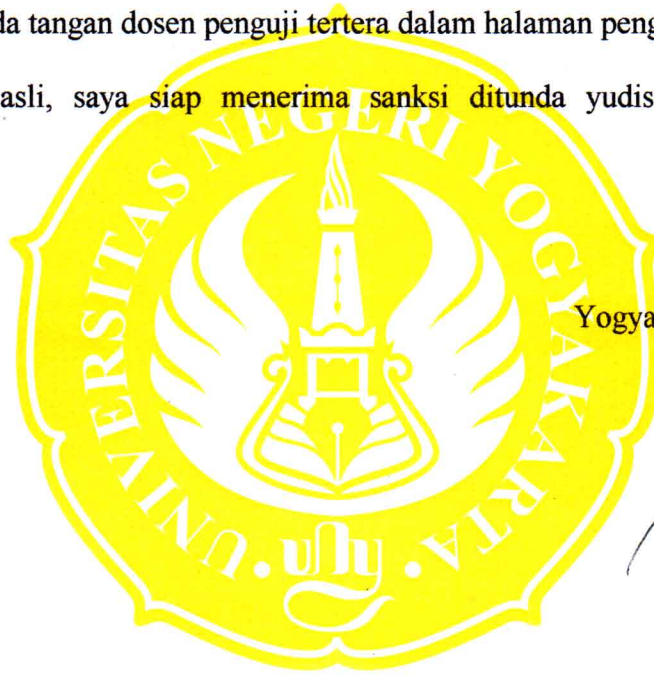 da tangan dosen penguji tertera dalam halaman peng
asli, saya siap menerima sanksi ditunda yudis
Yogya
UNIVERSITAS NEGERI YOGYAKARTA
uny